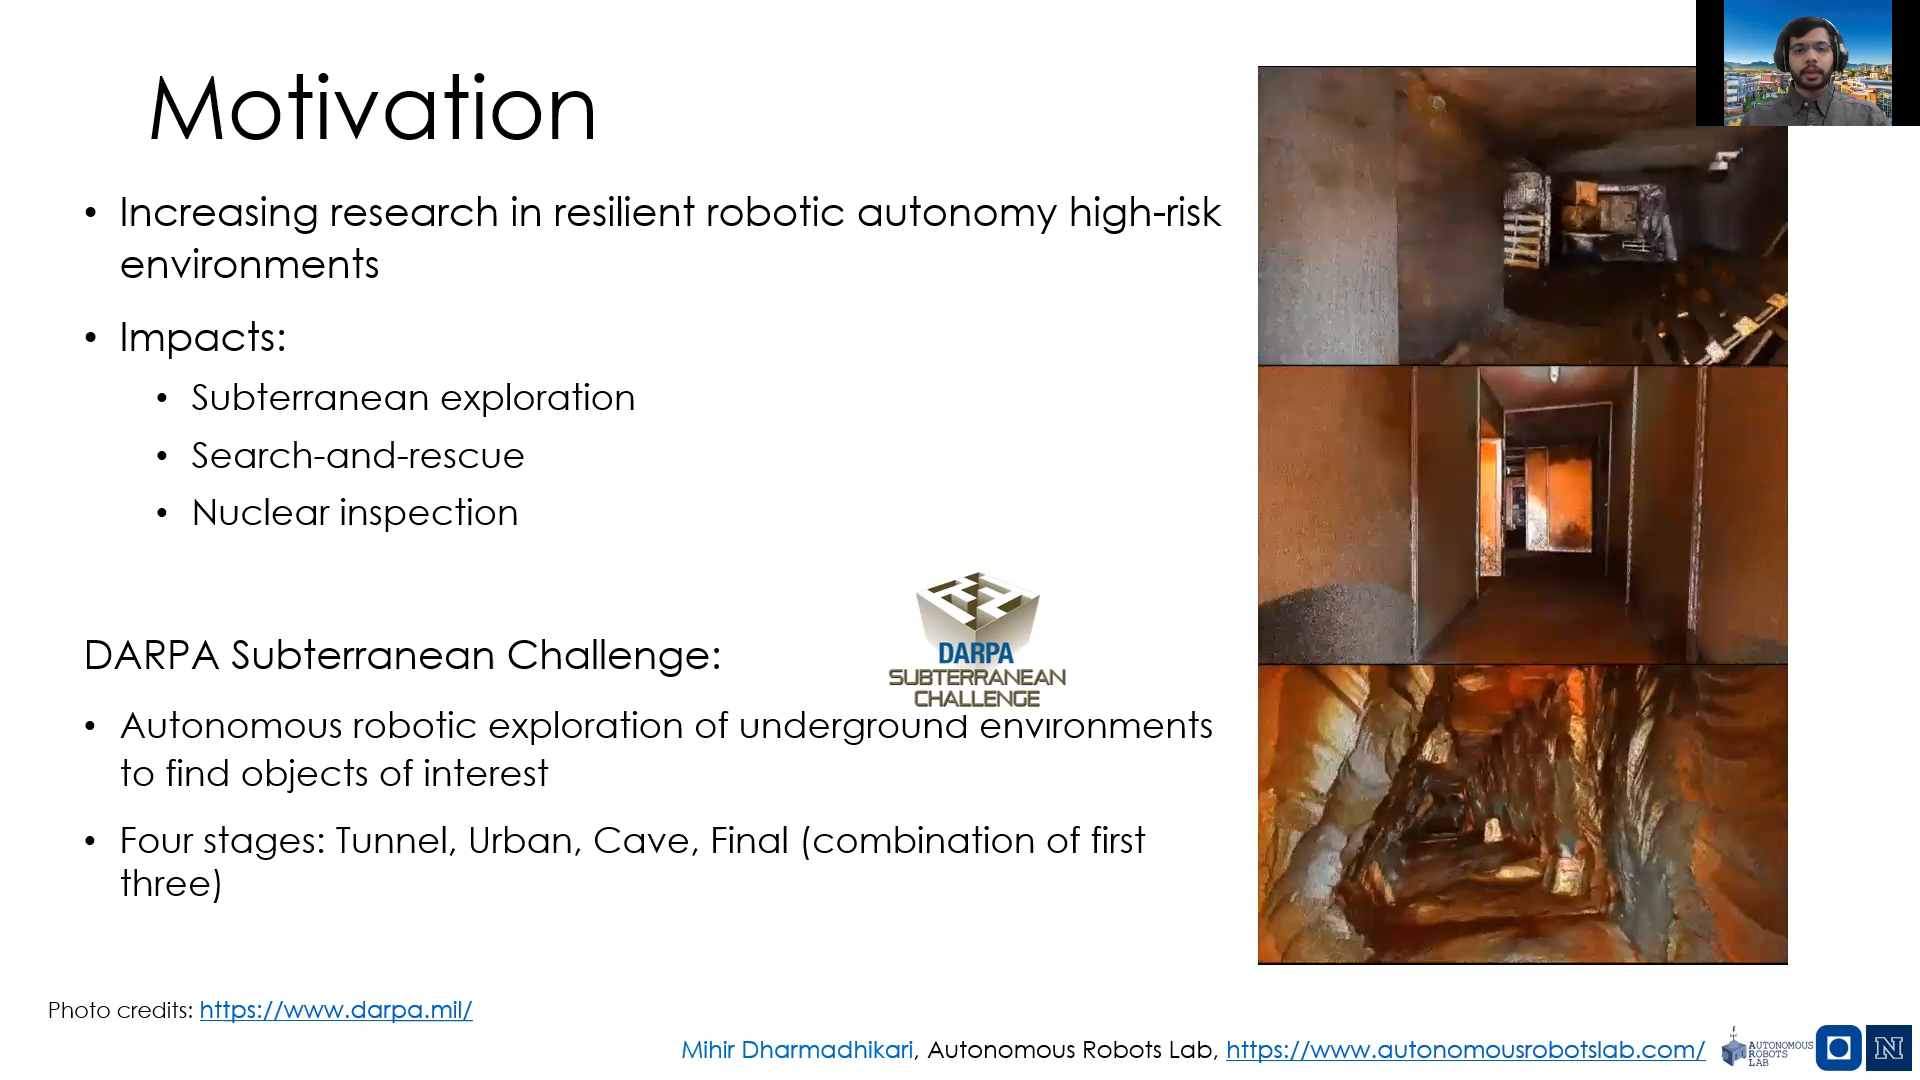 Motivation
• Increasing research in resilient robotic autonomy high-risk
environments
• Impacts:
• Subterranean exploration
• Search-and-rescue
• Nuclear inspection
DARPA
SUBTERRANEAN
CHALLENGE
DARPA Subterranean Challenge:
• Autonomous robotic exploration of underground environments
to find objects of interest
• Four stages: Tunnel, Urban, Cave, Final (combination of first
three)
Photo credits: https://www.darpa.mil/
Mihir Dharmadhikari, Autonomous Robots Lab, https://www.autonomousrobotslab.com/
AUTONOMOUS
ROBOTS
LAB
N